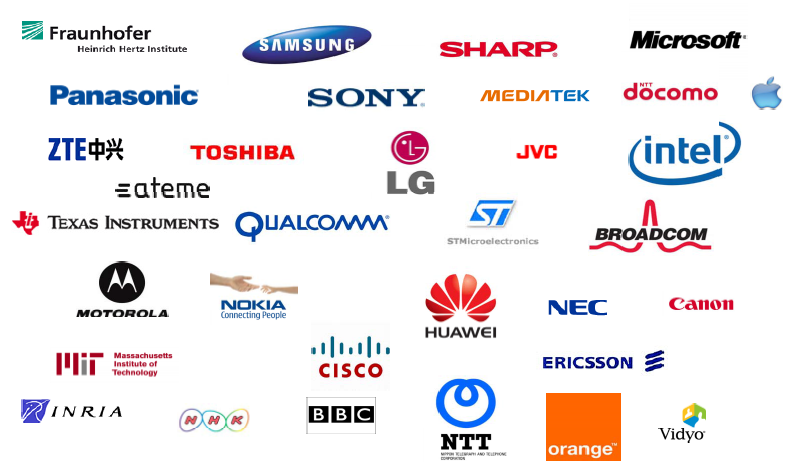 Fraunhofer
Heinrich Hertz Institute
SAMSUNG
SHARP®
Microsoft®
Panasonic
SONY®
MEDIATEK
NTT
docomo
ZTE中兴
TOSHIBA
LG
LG
JVC
intel®
ateme
ti
TEXAS INSTRUMENTS
QUALCOMM®
ST
STMicroelectronics
BROADCOM
MOTOROLA
NOKIA
Connecting People
HUAWEI
NEC
Canon
MIT
Massachusetts
Institute of
Technology
CISCO
ERICSSON
INRIA
NHK
BBC
NTT
NIPPON TELEGRAPH AND TELEPHONE
CORPORATION
orange™
Vidyo